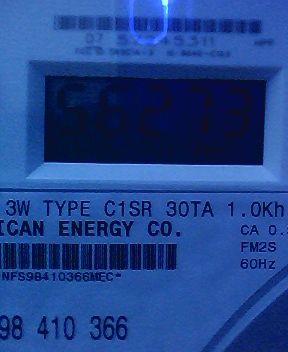 56273
3W TYPE C1SR 30TA 1.0Kh
ICAN ENERGY CO.
CA 0.
FM2S
60Hz
NFS98410366MEC*
98 410 366